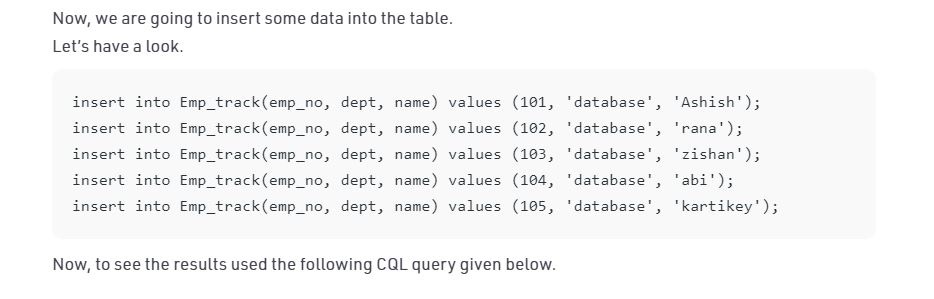 Now, we are going to insert some data into the table.
Let's have a look.
insert into Emp_track(emp_no, dept, name) values (101, 'database', 'Ashish');
insert into Emp_track(emp_no, dept, name) values (102, 'database', 'rana');
insert into Emp_track(emp_no, dept, name) values (103, 'database', 'zishan');
insert into Emp_track(emp_no, dept, name) values (104, 'database', 'abi');
insert into Emp_track(emp_no, dept, name) values (105, 'database', 'kartikey');
Now, to see the results used the following CQL query given below.